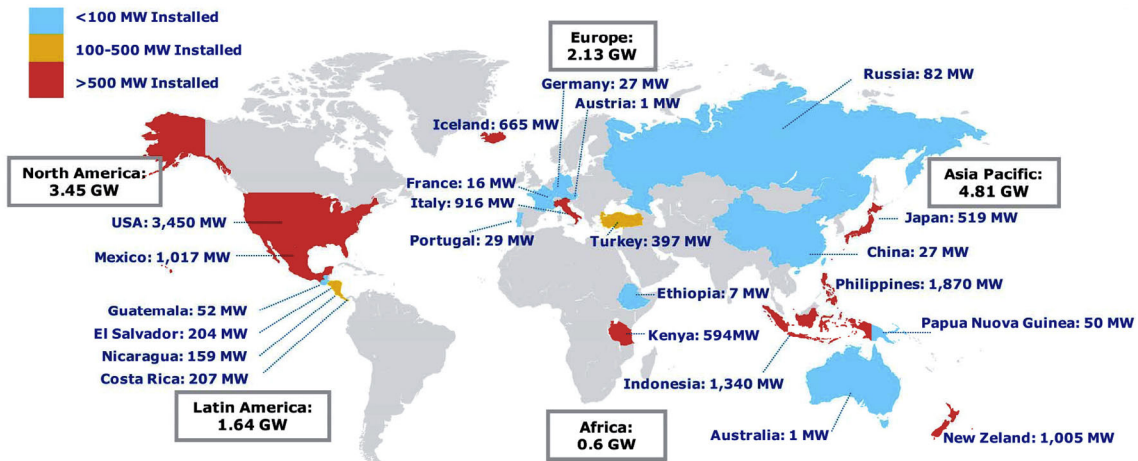 <100 MW Installed
100-500 MW Installed
>500 MW Installed
Europe:
2.13 GW
Germany: 27 MW
Austria: 1 MW
Russia: 82 MW
Iceland: 665 MW
North America:
3.45 GW
Asia Pacific:
4.81 GW
France: 16 MW
Italy: 916 MW
Portugal: 29 MW
Turkey: 397 MW
Japan: 519 MW
China: 27 MW
USA: 3,450 MW
Mexico: 1,017 MW
Philippines: 1,870 MW
Ethiopia: 7 MW
Guatemala: 52 MW
El Salvador: 204 MW
Nicaragua: 159 MW
Costa Rica: 207 MW
Kenya: 594MW
Papua Nuova Guinea: 50 MW
Indonesia: 1,340 MW
Latin America:
1.64 GW
Africa:
0.6 GW
Australia: 1 MW
New Zeland: 1,005 MW